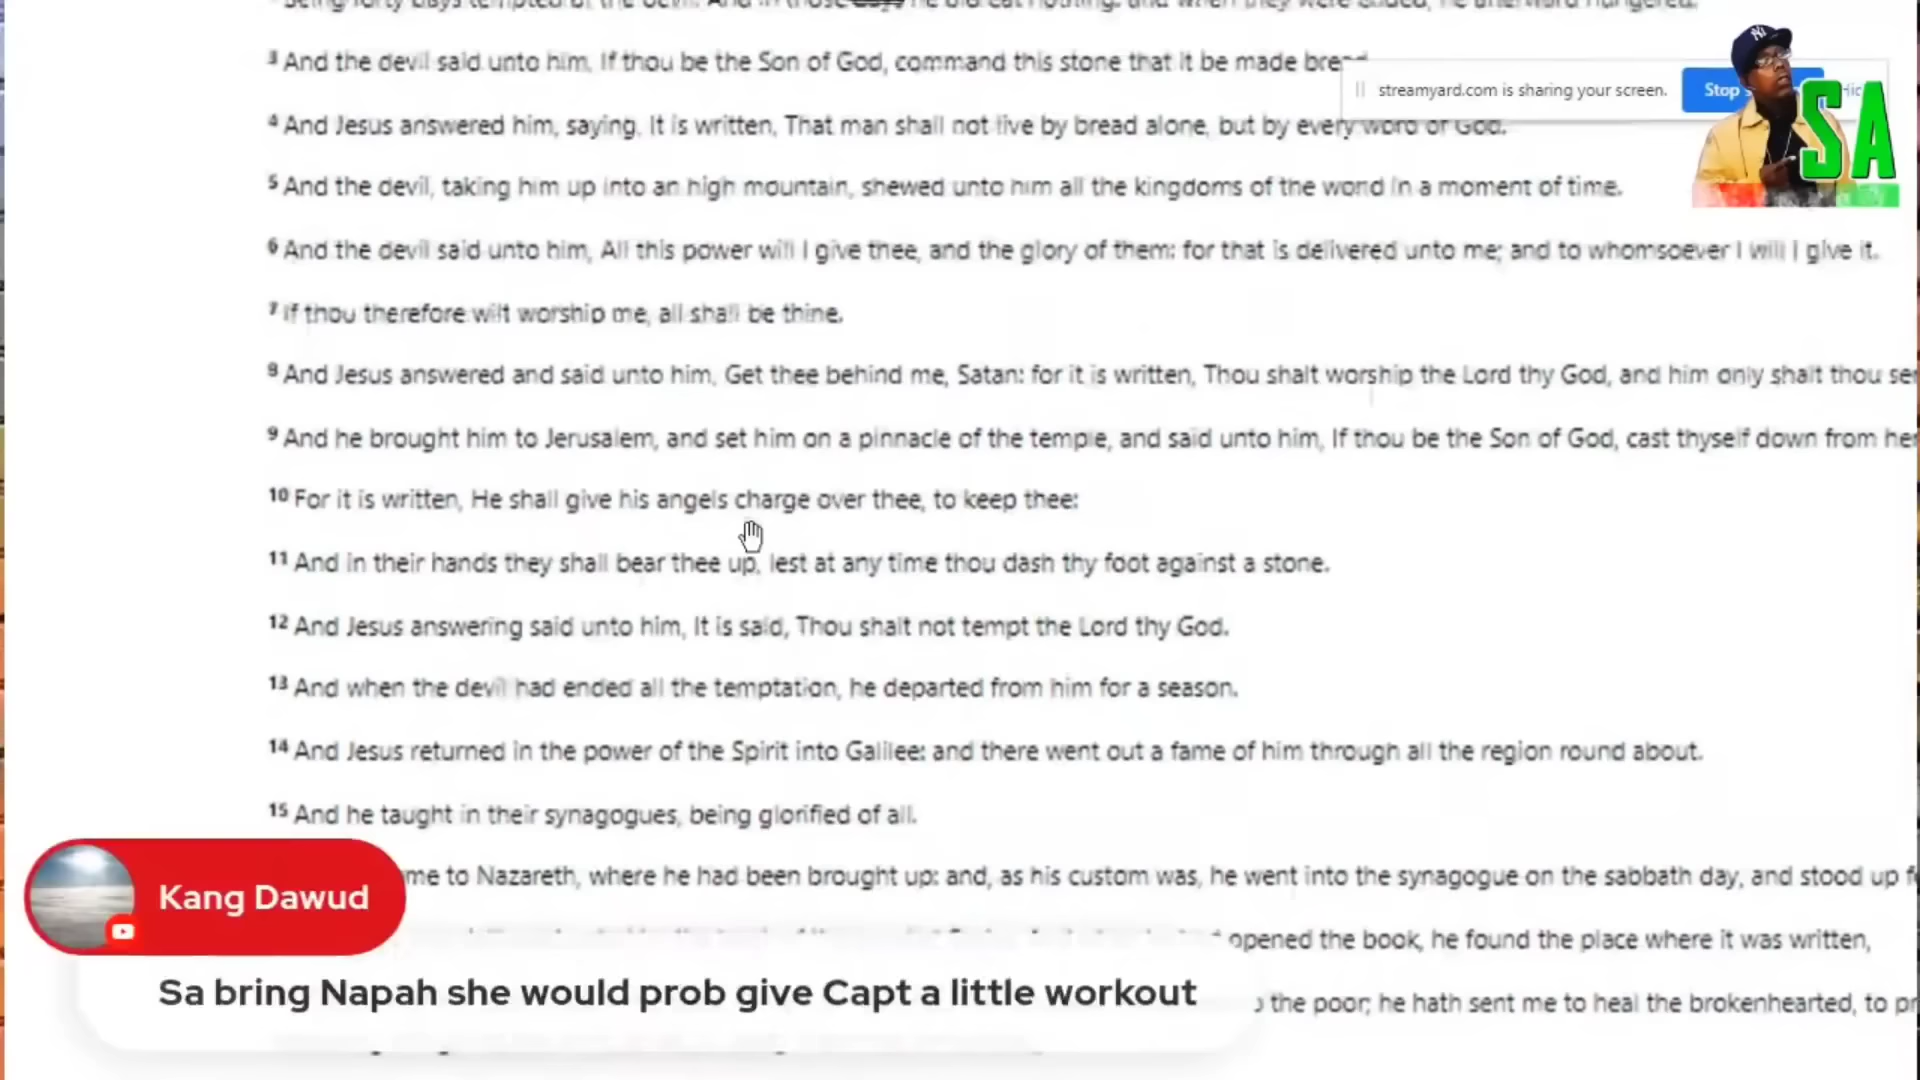 3 And the devil said unto him, If thou be the Son of God, command this stone that it be made bread
streamyard.com is sharing your screen.
Stop
SA
4 And Jesus answered him, saying, It is written, That man shall not live by bread alone, but by every word of God.
5 And the devil, taking him up into an high mountain, shewed unto him all the kingdoms of the world in a moment of time.
6 And the devil said unto him, All this power will I give thee, and the glory of them: for that is delivered unto me; and to whomsoever I will I give it.
7 If thou therefore wilt worship me, all shall be thine.
8 And Jesus answered and said unto him, Get thee behind me, Satan: for it is written, Thou shalt worship the Lord thy God, and him only shalt thou ser
9 And he brought him to Jerusalem, and set him on a pinnacle of the temple, and said unto him, If thou be the Son of God, cast thyself down from her
10 For it is written, He shall give his angels charge over thee, to keep thee:
11 And in their hands they shall bear thee up, lest at any time thou dash thy foot against a stone.
12 And Jesus answering said unto him, It is said, Thou shalt not tempt the Lord thy God.
13 And when the devil had ended all the temptation, he departed from him for a season.
14 And Jesus returned in the power of the Spirit into Galilee: and there went out a fame of him through all the region round about.
15 And he taught in their synagogues, being glorified of all.
me to Nazareth, where he had been brought up: and, as his custom was, he went into the synagogue on the sabbath day, and stood up f
Kang Dawud
opened the book, he found the place where it was written,
Sa bring Napah she would prob give Capt a little workout
the poor; he hath sent me to heal the brokenhearted, to pr